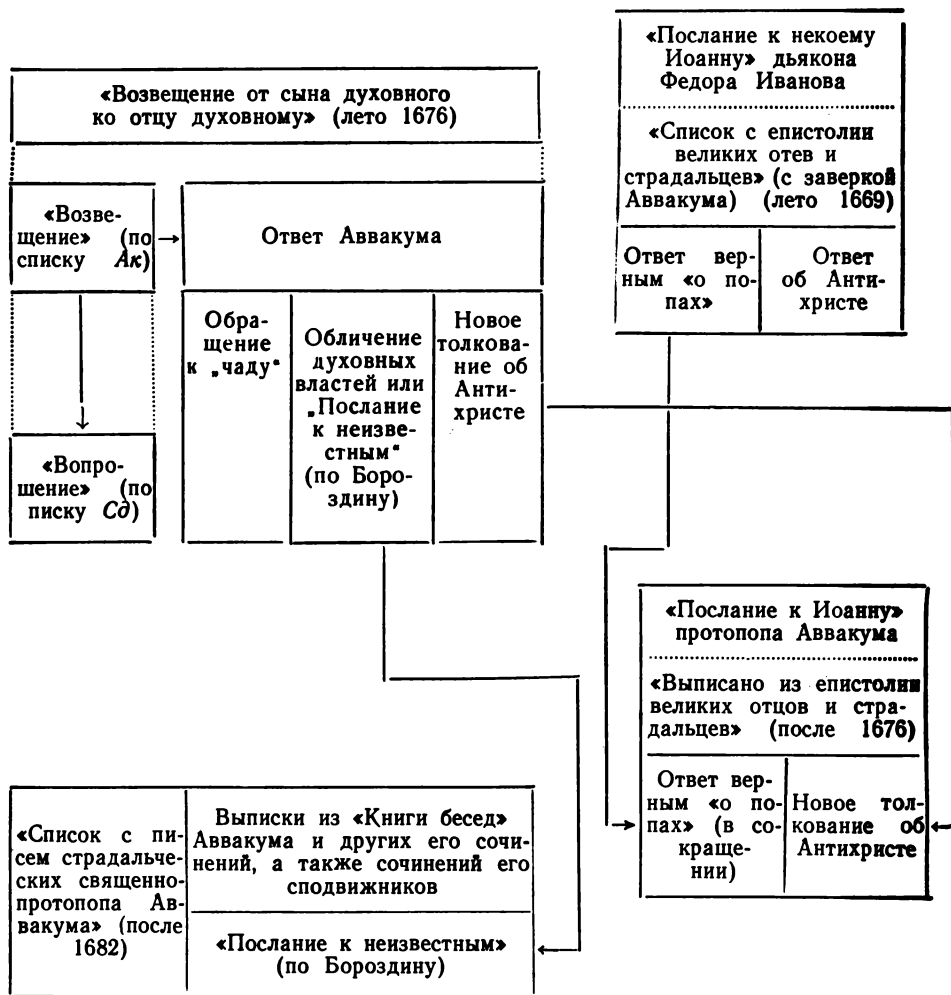 «Послание к некоему
Иоанну» дьякона
Федора Иванова
«Список с епистолии
великих отев и
страдальцев» (с заверкой
Аввакума) (лето 1669)
Ответ вер-
ным «о по-
пах»
Ответ
об Анти-
христе
«Возвещение от сына духовного
ко отцу духовному» (лето 1676)
«Возве-
щение» (по
списку Ак)
Ответ Аввакума
Обра-
щение
к „чаду“
Обличение
духовных
властей или
„Послание
к неизве-
стным“
(по Боро-
здину)
Новое
толкова-
ние об
Анти-
христе
«Вопро-
шение» (по
писку Сд)
«Послание к Иоанну»
протопопа Аввакума
«Выписано из епистолии
великих отцов и стра-
дальцев» (после 1676)
Ответ вер-
ным «о по-
пах» (в со-
краще-
нии)
Новое тол-
кование об
Антихристе
«Список с пи-
сем страдальче-
ских священно-
протопопа Ав-
вакума» (после
1682)
Выписки из «Книги бесед»
Аввакума и других его сочи-
нений, а также сочинений его
сподвижников
«Послание к неизвестным»
(по Бороздину)